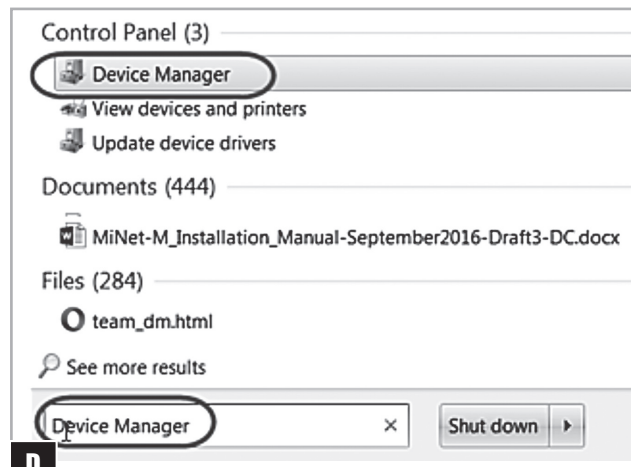 Control Panel (3)
Device Manager
View devices and printers
Update device drivers
Documents (444)
MiNet-M_Installation_Manual-September2016-Draft3-DC.docx
Files (284)
team_dm.html
See more results
Device Manager × Shut down
D